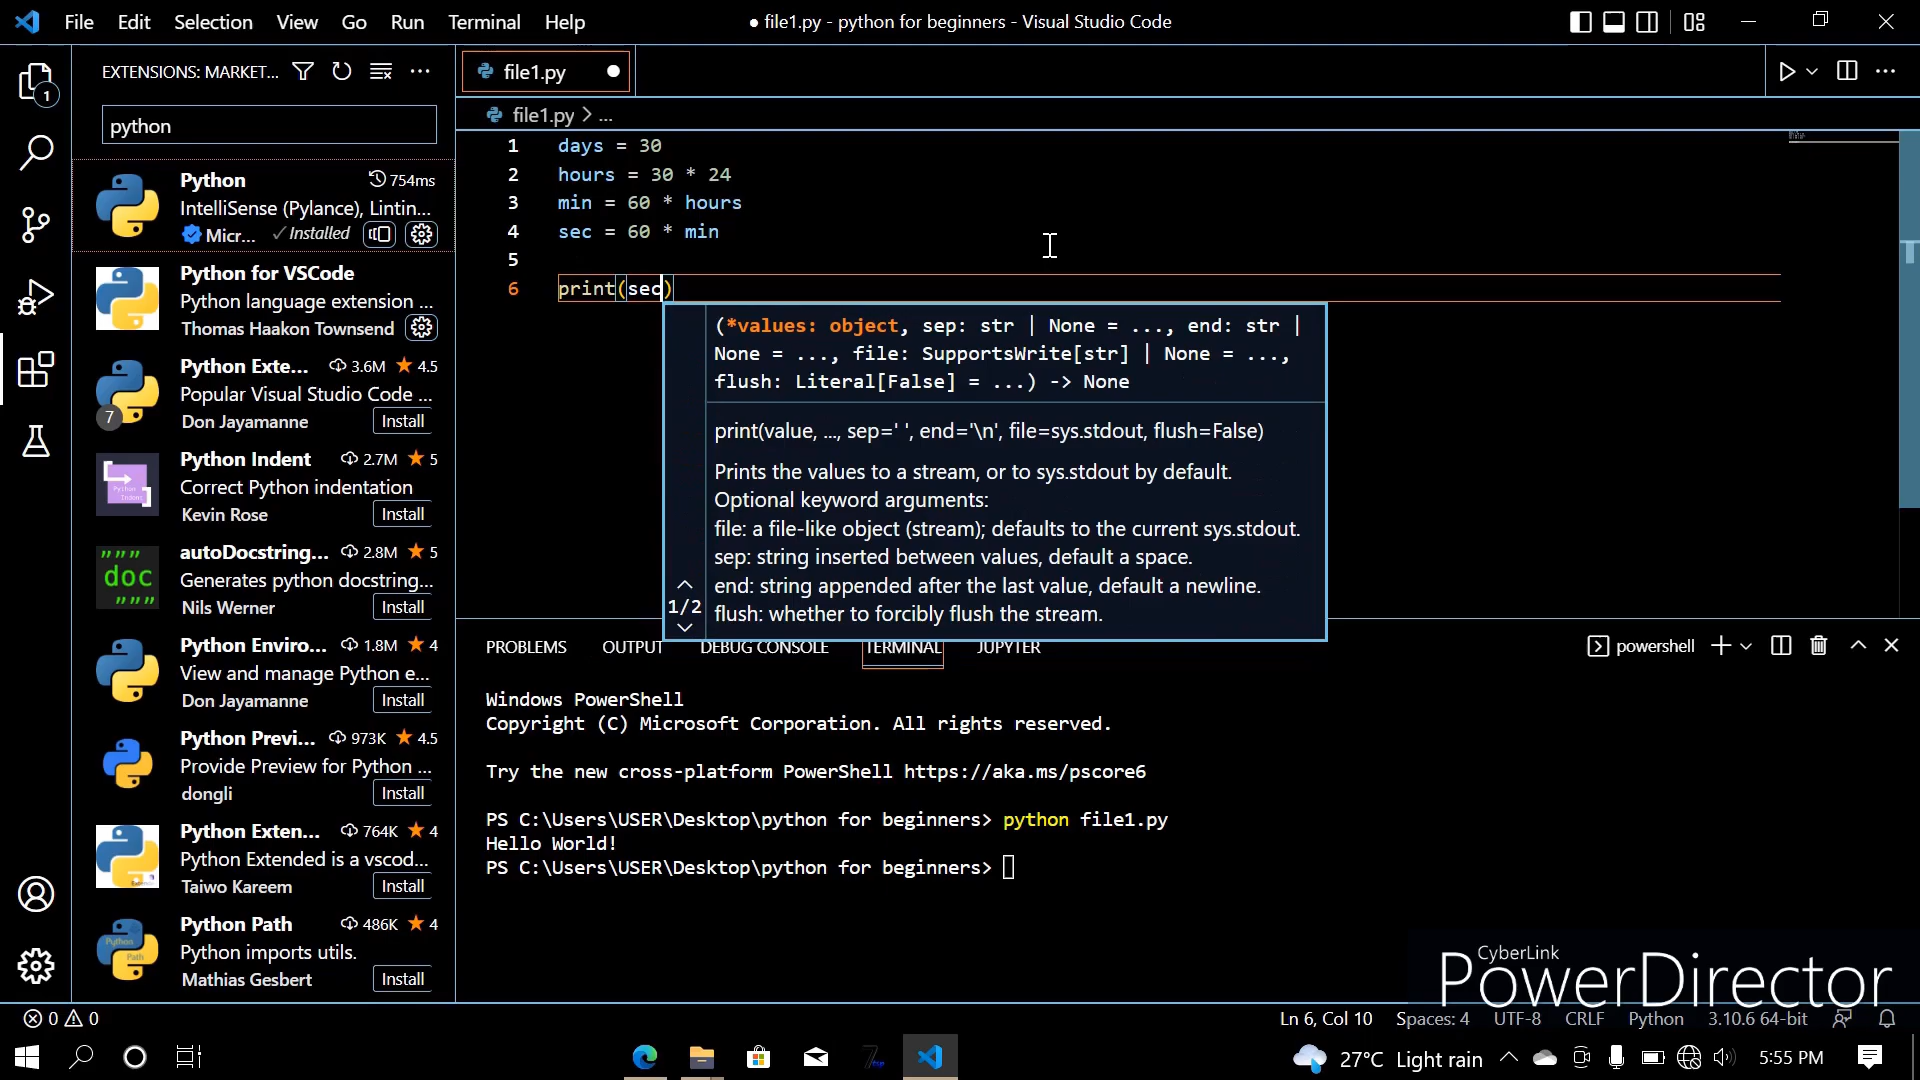 File Edit Selection View Go Run Terminal Help
● file1.py - python for beginners - Visual Studio Code
EXTENSIONS: MARKET...
python
1
Python 754ms
IntelliSense (Pylance), Lintin...
Micr... ✓Installed
Python for VSCode
Python language extension ...
Thomas Haakon Townsend
Python Exte... 3.6M ★ 4.5
Popular Visual Studio Code ...
7
Don Jayamanne Install
Python Indent 2.7M ★ 5
Correct Python indentation
Kevin Rose Install
autoDocstring... 2.8M ★ 5
Generates python docstring...
""" doc """
Nils Werner Install
Python Enviro... 1.8M ★ 4
View and manage Python e...
Don Jayamanne Install
Python Previ... 973K ★ 4.5
Provide Preview for Python ...
dongli Install
Python Exten... 764K ★ 4
Python Extended is a vscod...
Taiwo Kareem Install
Python Path 486K ★ 4
Python imports utils.
Mathias Gesbert Install
file1.py ●
file1.py > ...
1 days = 30
2 hours = 30 * 24
3 min = 60 * hours
4 sec = 60 * min
5
6 print(sec)
(*values: object, sep: str | None = ..., end: str |
None = ..., file: SupportsWrite[str] | None = ...,
flush: Literal[False] = ...) -> None
print(value, ..., sep=' ', end='\n', file=sys.stdout, flush=False)
Prints the values to a stream, or to sys.stdout by default.
Optional keyword arguments:
file: a file-like object (stream); defaults to the current sys.stdout.
sep: string inserted between values, default a space.
end: string appended after the last value, default a newline.
1/2
flush: whether to forcibly flush the stream.
PROBLEMS OUTPUT DEBUG CONSOLE TERMINAL JUPYTER
powershell
Windows PowerShell
Copyright (C) Microsoft Corporation. All rights reserved.
Try the new cross-platform PowerShell https://aka.ms/pscore6
PS C:\Users\USER\Desktop\python for beginners> python file1.py
Hello World!
PS C:\Users\USER\Desktop\python for beginners>
CyberLink
PowerDirector
0 0
Ln 6, Col 10 Spaces: 4 UTF-8 CRLF Python 3.10.6 64-bit
27°C Light rain 5:55 PM